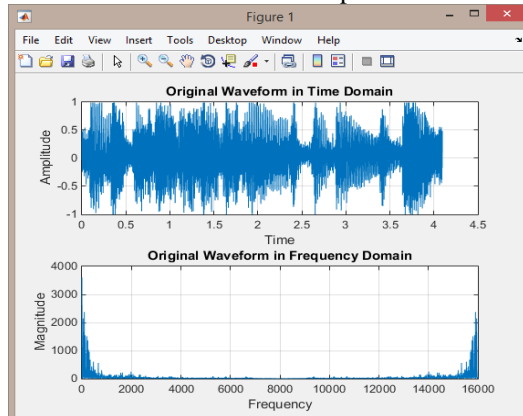 Figure 1
File Edit View Insert Tools Desktop Window Help
Original Waveform in Time Domain
1
0.5
0
-0.5
-1
Amplitude
0 0.5 1 1.5 2 2.5 3 3.5 4 4.5
Time
Original Waveform in Frequency Domain
4000
3000
2000
1000
0
Magnitude
0 2000 4000 6000 8000 10000 12000 14000 16000
Frequency